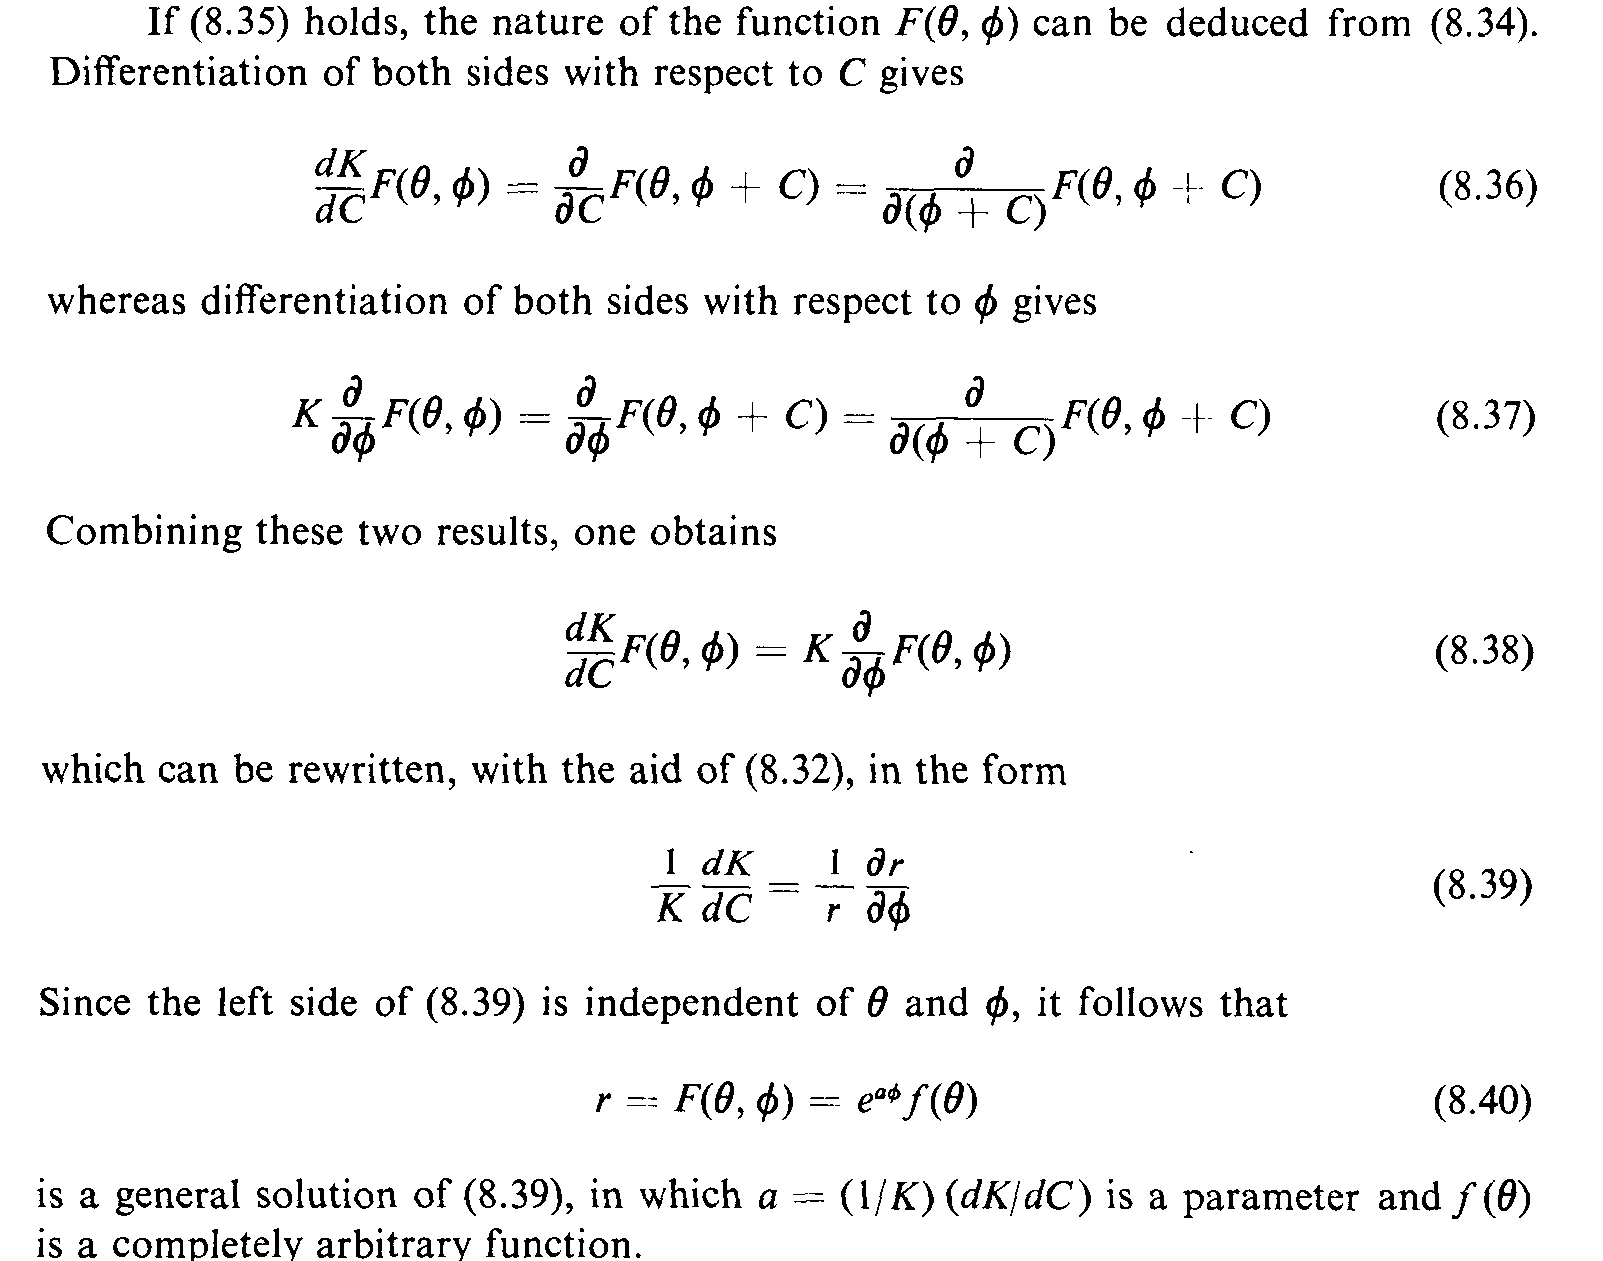 If (8.35) holds, the nature of the function F(θ, ϕ) can be deduced from (8.34).
Differentiation of both sides with respect to C gives
dK/dC F(θ, ϕ) = ∂/∂C F(θ, ϕ + C) = ∂/∂(ϕ + C) F(θ, ϕ + C) (8.36)
whereas differentiation of both sides with respect to ϕ gives
K ∂/∂ϕ F(θ, ϕ) = ∂/∂ϕ F(θ, ϕ + C) = ∂/∂(ϕ + C) F(θ, ϕ + C) (8.37)
Combining these two results, one obtains
dK/dC F(θ, ϕ) = K ∂/∂ϕ F(θ, ϕ) (8.38)
which can be rewritten, with the aid of (8.32), in the form
1/K dK/dC = 1/r ∂r/∂ϕ (8.39)
Since the left side of (8.39) is independent of θ and ϕ, it follows that
r = F(θ, ϕ) = e^{aϕ} f(θ) (8.40)
is a general solution of (8.39), in which a = (1/K) (dK/dC) is a parameter and f (θ)
is a completely arbitrary function.